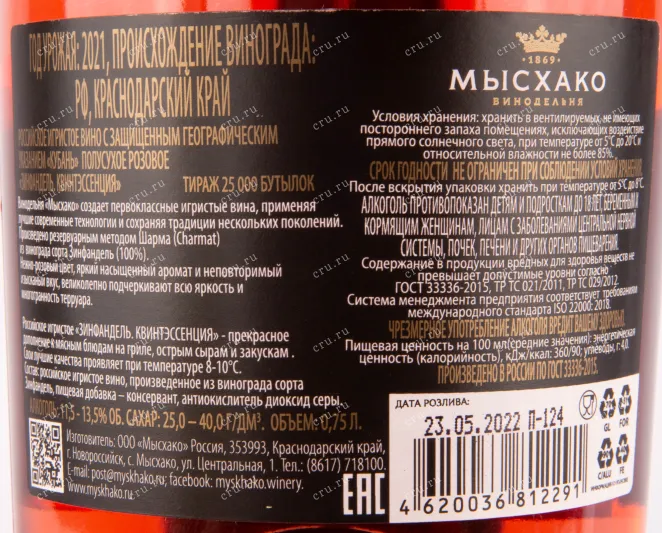 ГОД УРОЖАЯ: 2021, ПРОИСХОЖДЕНИЕ ВИНОГРАДА:
РФ, КРАСНОДАРСКИЙ КРАЙ
РОССИЙСКОЕ ИГРИСТОЕ ВИНО С ЗАЩИЩЕННЫМ ГЕОГРАФИЧЕСКИМ
УКАЗАНИЕМ «КУБАНЬ» ПОЛУСУХОЕ РОЗОВОЕ
«ЗИНФАНДЕЛЬ. КВИНТЭССЕНЦИЯ» ТИРАЖ 25 000 БУТЫЛОК
Винодельня «Мысхако» создает первоклассные игристые вина, применяя
лучшие современные технологии и сохраняя традиции нескольких поколений.
Произведено резервуарным методом Шарма (Charmat)
из винограда сорта Зинфандель (100%).
Нежно-розовый цвет, яркий насыщенный аромат и неповторимый
изысканный вкус, великолепно подчеркивают всю яркость и
многогранность терруара.
Российское игристое «ЗИНФАНДЕЛЬ. КВИНТЭССЕНЦИЯ» - прекрасное
дополнение к мясным блюдам на гриле, острым сырам и закускам .
Свои лучшие качества проявляет при температуре 8-10°С.
Состав: российское игристое вино, произведенное из винограда сорта
Зинфандель, пищевая добавка – консервант, антиокислитель диоксид серы.
АЛКОГОЛЬ: 11,5 - 13,5% ОБ. САХАР: 25,0 – 40,0 Г/ДМ³. ОБЪЕМ: 0,75 Л.
Изготовитель: ООО «Мысхако» Россия, 353993, Краснодарский край,
г. Новороссийск, с. Мысхако, ул. Центральная, 1. Тел.: (8617) 718100.
E-mail: post@myskhako.ru; facebook: myskhako.winery.
www.myskhako.ru
EAC
1869
МЫСХАКО
ВИНОДЕЛЬНЯ
Условия хранения: хранить в вентилируемых, не имеющих
постороннего запаха помещениях, исключающих воздействие
прямого солнечного света, при температуре от 5°С до 20°С и
относительной влажности не более 85%.
СРОК ГОДНОСТИ НЕ ОГРАНИЧЕН ПРИ СОБЛЮДЕНИИ УСЛОВИЙ ХРАНЕНИЯ
После вскрытия упаковки хранить при температуре от 5°С до 8°С.
АЛКОГОЛЬ ПРОТИВОПОКАЗАН ДЕТЯМ И ПОДРОСТКАМ ДО 18 ЛЕТ, БЕРЕМЕННЫМ И
КОРМЯЩИМ ЖЕНЩИНАМ, ЛИЦАМ С ЗАБОЛЕВАНИЯМИ ЦЕНТРАЛЬНОЙ НЕРВНОЙ
СИСТЕМЫ, ПОЧЕК, ПЕЧЕНИ И ДРУГИХ ОРГАНОВ ПИЩЕВАРЕНИЯ.
Содержание в продукции вредных для здоровья веществ не
превышает допустимые уровни согласно
ГОСТ 33336-2015, ТР ТС 021/2011, ТР ТС 029/2012.
Система менеджмента предприятия соответствует требованиям
международного стандарта ISO 22000: 2018.
ЧРЕЗМЕРНОЕ УПОТРЕБЛЕНИЕ АЛКОГОЛЯ ВРЕДИТ ВАШЕМУ ЗДОРОВЬЮ.
Пищевая ценность на 100 мл (средние значения): энергетическая
ценность (калорийность), кДж/ккал: 360/90; углеводы, г: 4,0.
ПРОИЗВЕДЕНО В РОССИИ ПО ГОСТ 33336-2015.
ДАТА РОЗЛИВА:
23.05.2022 П-124
4 620036 812291
GL FOR
C/ALU FE